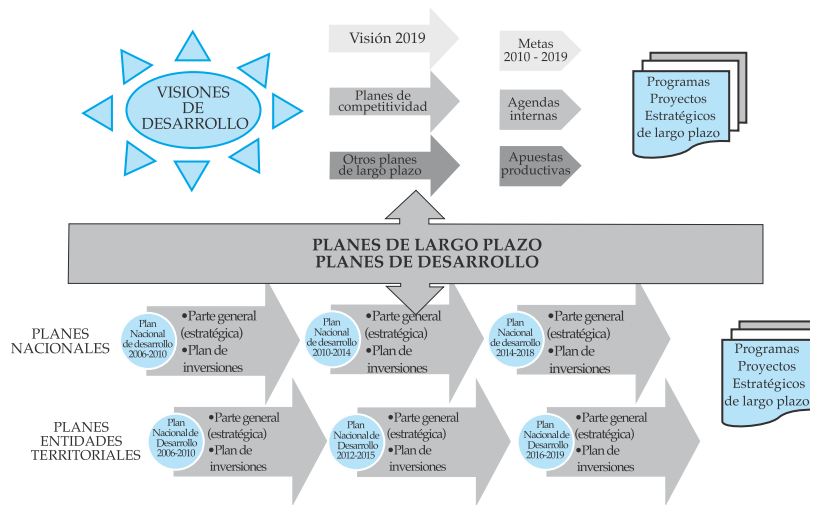 VISIONES
DE
DESARROLLO
Visión 2019
Planes de
competitividad
Otros planes
de largo plazo
Metas
2010 - 2019
Agendas
internas
Apuestas
productivas
Programas
Proyectos
Estratégicos
de largo plazo
PLANES DE LARGO PLAZO
PLANES DE DESARROLLO
PLANES
NACIONALES
Plan
Nacional
de desarrollo
2006-2010
•Parte general
(estratégica)
•Plan de
inversiones
Plan
Nacional
de desarrollo
2010-2014
•Parte general
(estratégica)
•Plan de
inversiones
Plan
Nacional
de desarrollo
2014-2018
•Parte general
(estratégica)
•Plan de
inversiones
Programas
Proyectos
Estratégicos
de largo plazo
PLANES
ENTIDADES
TERRITORIALES
Plan
Nacional de
Desarrollo
2006-2010
•Parte general
(estratégica)
•Plan de
inversiones
Plan
Nacional de
Desarrollo
2012-2015
•Parte general
(estratégica)
•Plan de
inversiones
Plan
Nacional de
Desarrollo
2016-2019
•Parte general
(estratégica)
•Plan de
inversiones